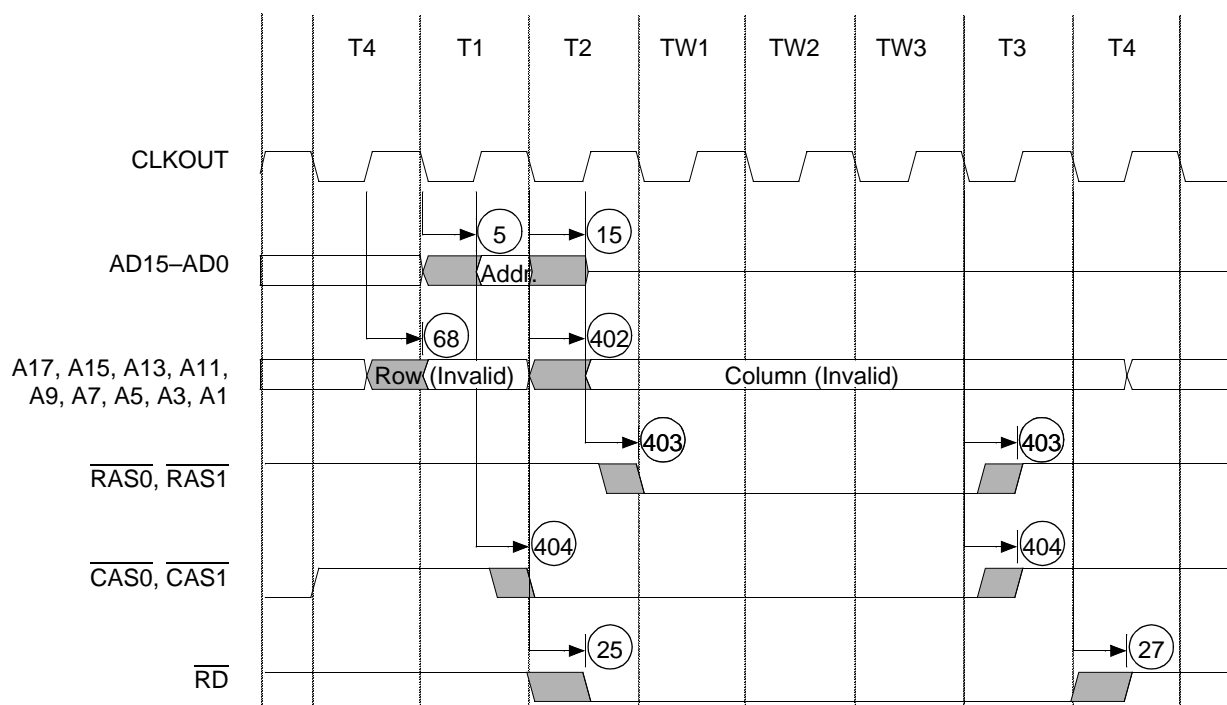 T4 T1 T2 TW1 TW2 TW3 T3 T4
CLKOUT
5 15
AD15–AD0
Addr.
68 402
A17, A15, A13, A11,
A9, A7, A5, A3, A1
Row (Invalid) Column (Invalid)
403 403
RAS0, RAS1
404 404
CAS0, CAS1
25 27
RD